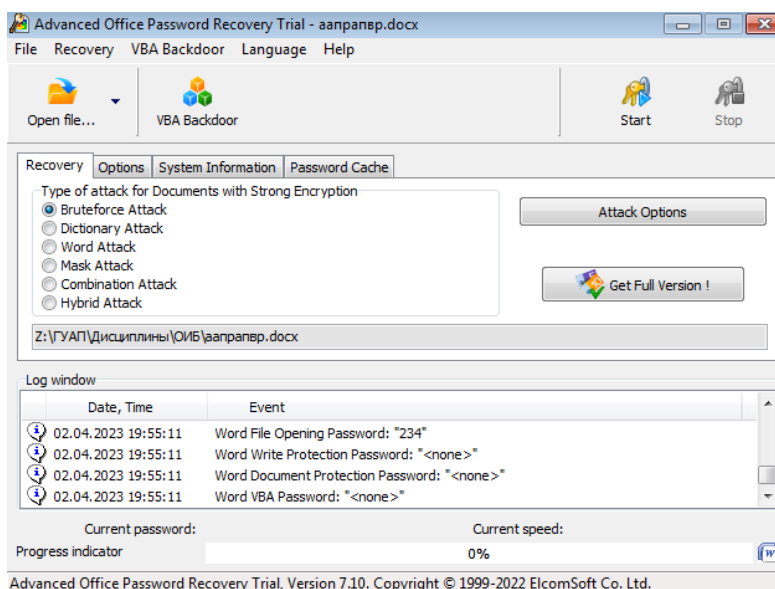 Advanced Office Password Recovery Trial - аапрапвр.docx
File Recovery VBA Backdoor Language Help
Open file... VBA Backdoor Start Stop
Recovery Options System Information Password Cache
Type of attack for Documents with Strong Encryption
Bruteforce Attack Attack Options
Dictionary Attack
Word Attack
Mask Attack
Combination Attack Get Full Version !
Hybrid Attack
Z:\ГУАП\Дисциплины\ОИБ\аапрапвр.docx
Log window
Date, Time Event
02.04.2023 19:55:11 Word File Opening Password: "234"
02.04.2023 19:55:11 Word Write Protection Password: "<none>"
02.04.2023 19:55:11 Word Document Protection Password: "<none>"
02.04.2023 19:55:11 Word VBA Password: "<none>"
Current password: Current speed:
Progress indicator 0%
Advanced Office Password Recovery Trial, Version 7.10. Copyright © 1999-2022 ElcomSoft Co. Ltd.